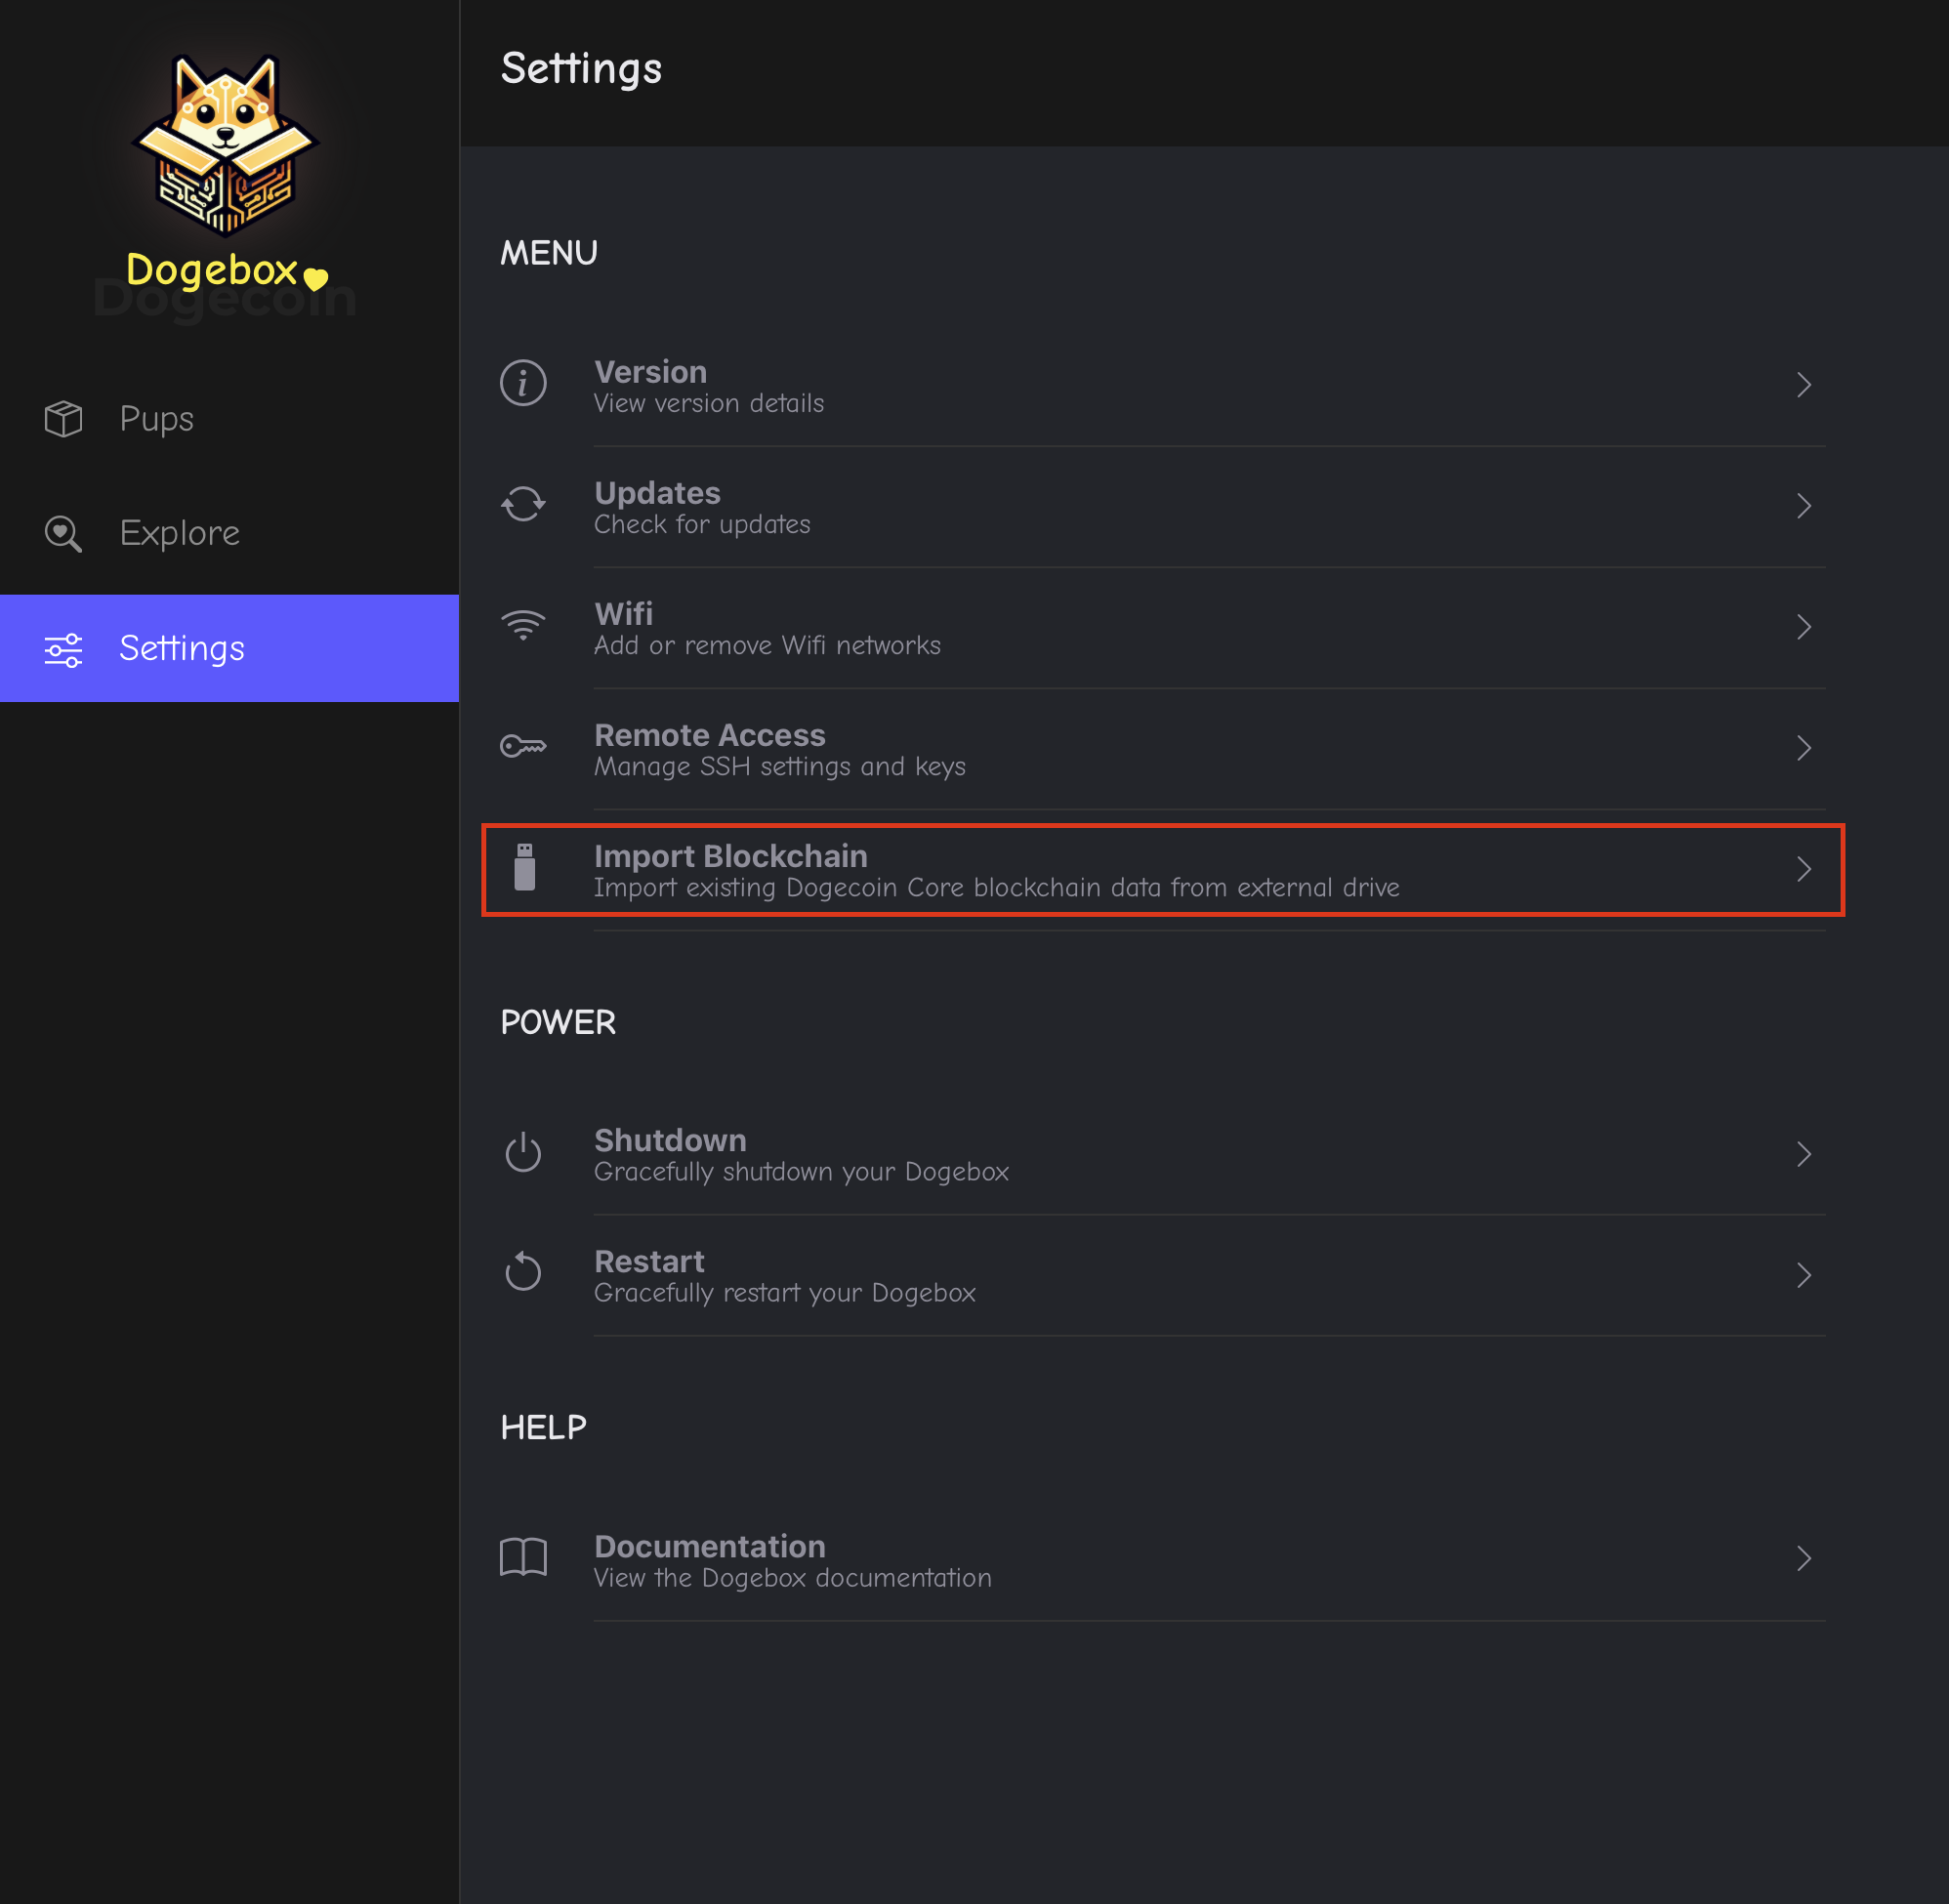 Dogebox
Dogecoin
Pups
Explore
Settings
Settings
MENU
Version
View version details
Updates
Check for updates
Wifi
Add or remove Wifi networks
Remote Access
Manage SSH settings and keys
Import Blockchain
Import existing Dogecoin Core blockchain data from external drive
POWER
Shutdown
Gracefully shutdown your Dogebox
Restart
Gracefully restart your Dogebox
HELP
Documentation
View the Dogebox documentation